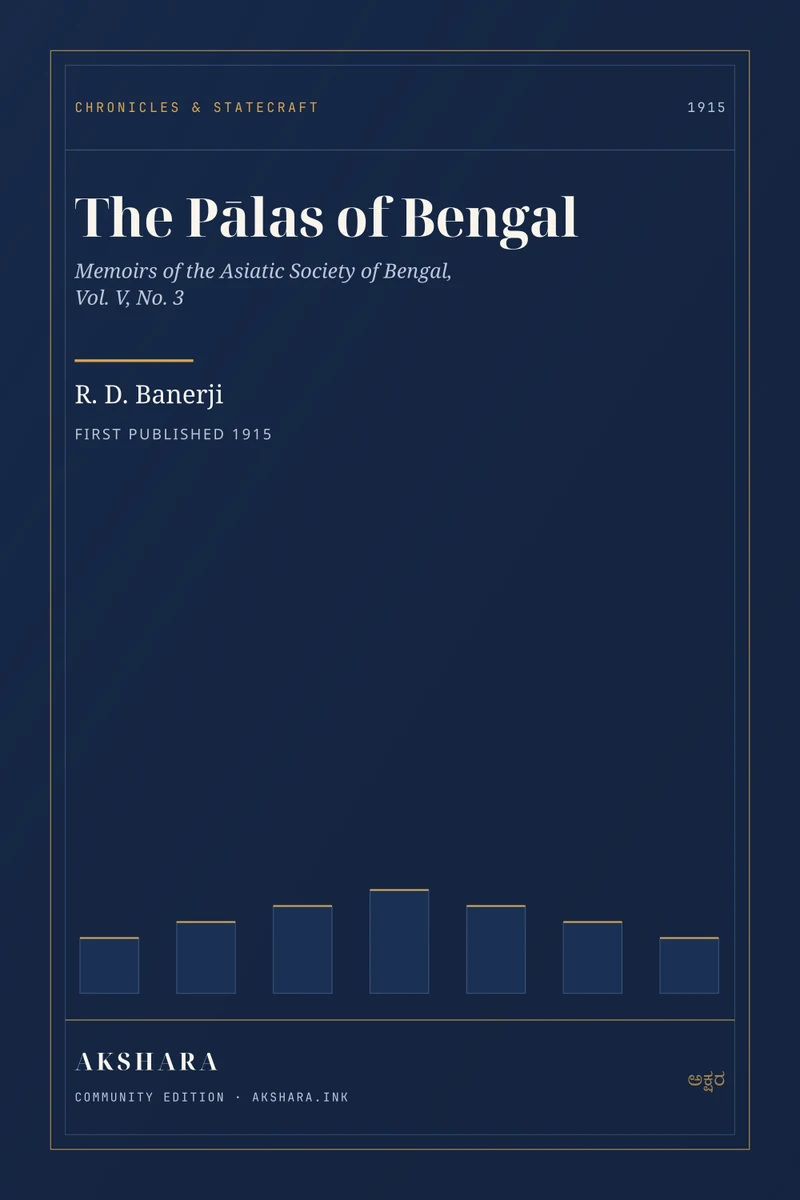 CHRONICLES & STATECRAFT
1915
The Pālas of Bengal
Memoirs of the Asiatic Society of Bengal,
Vol. V, No. 3
R. D. Banerji
FIRST PUBLISHED 1915
AKSHARA
COMMUNITY EDITION · AKSHARA.INK
ಅಕ್ಷರ